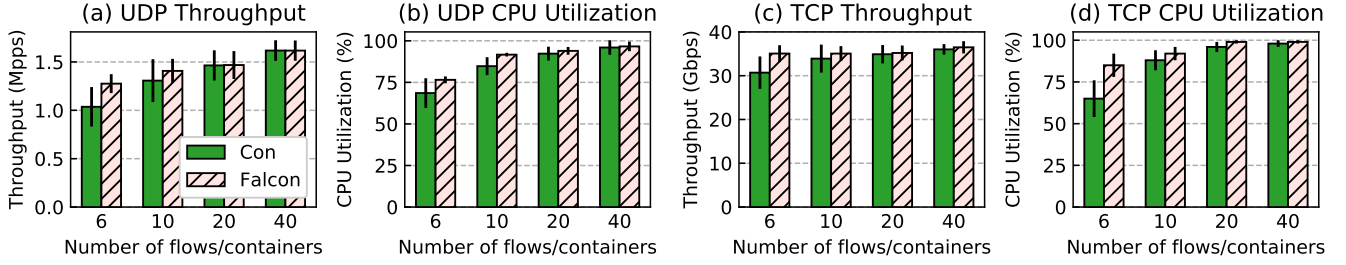 (a) UDP Throughput
Throughput (Mpps)
1.5
1.0
0.5
0.0
Con
Falcon
6 10 20 40
Number of flows/containers
(b) UDP CPU Utilization
CPU Utilization (%)
100
75
50
25
0
6 10 20 40
Number of flows/containers
(c) TCP Throughput
Throughput (Gbps)
40
30
20
10
0
6 10 20 40
Number of flows/containers
(d) TCP CPU Utilization
CPU Utilization (%)
100
75
50
25
0
6 10 20 40
Number of flows/containers